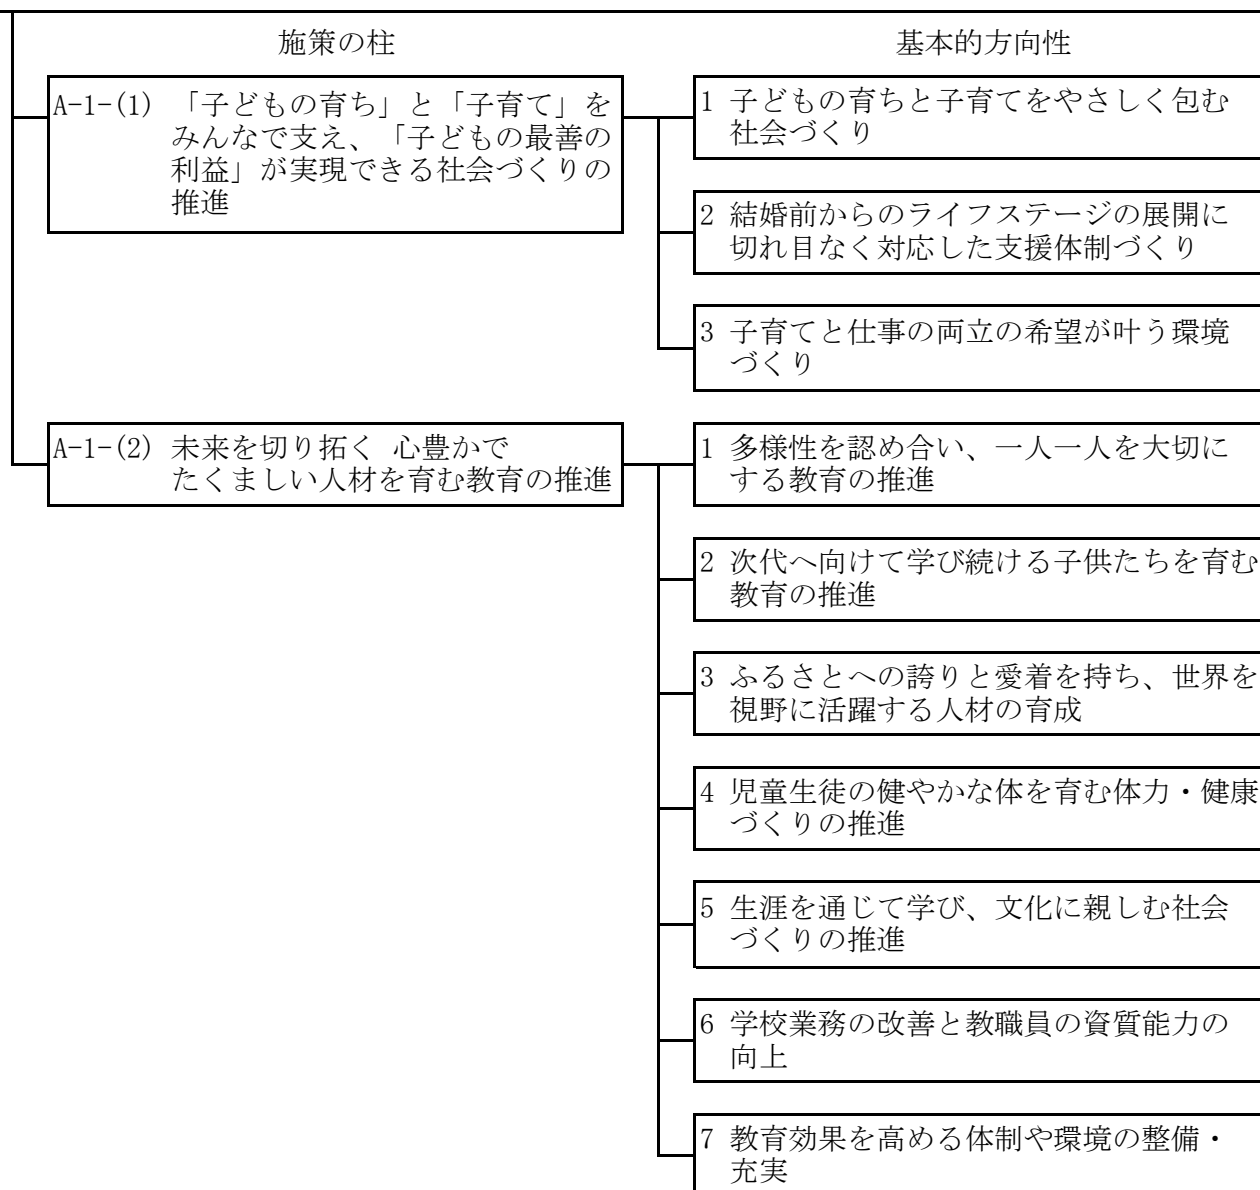 施策の柱
基本的方向性
A-1-(1) 「子どもの育ち」と「子育て」を
みんなで支え、「子どもの最善の
利益」が実現できる社会づくりの
推進
1 子どもの育ちと子育てをやさしく包む
社会づくり
2 結婚前からのライフステージの展開に
切れ目なく対応した支援体制づくり
3 子育てと仕事の両立の希望が叶う環境
づくり
A-1-(2) 未来を切り拓く 心豊かで
たくましい人材を育む教育の推進
1 多様性を認め合い、一人一人を大切に
する教育の推進
2 次代へ向けて学び続ける子供たちを育む
教育の推進
3 ふるさとへの誇りと愛着を持ち、世界を
視野に活躍する人材の育成
4 児童生徒の健やかな体を育む体力・健康
づくりの推進
5 生涯を通じて学び、文化に親しむ社会
づくりの推進
6 学校業務の改善と教職員の資質能力の
向上
7 教育効果を高める体制や環境の整備・
充実